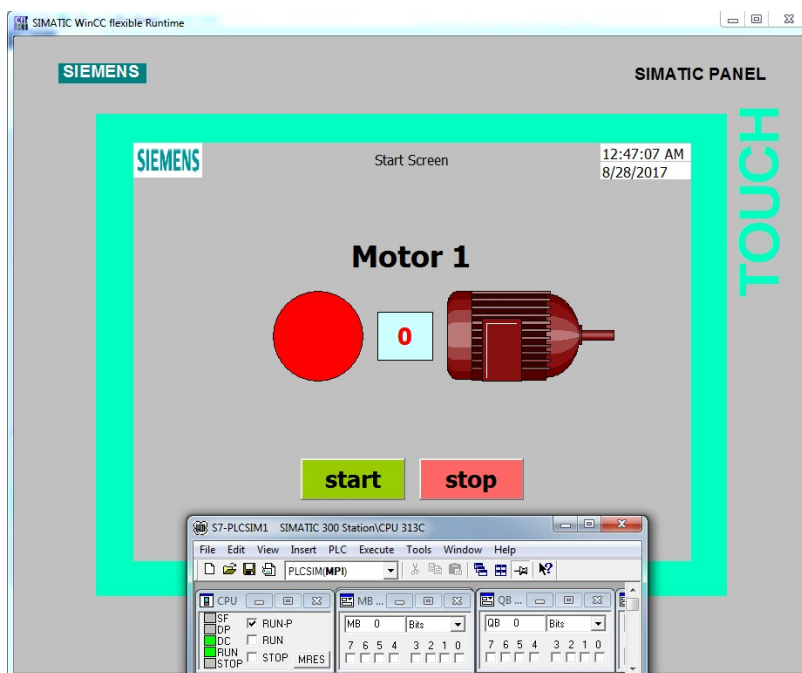 SIMATIC WinCC flexible Runtime
SIEMENS
SIMATIC PANEL
TOUCH
SIEMENS
Start Screen
12:47:07 AM
8/28/2017
Motor 1
0
start
stop
S7-PLCSIM1 SIMATIC 300 Station\CPU 313C
File Edit View Insert PLC Execute Tools Window Help
PLCSIM(MPI)
CPU
SF
DP
DC
RUN
STOP
RUN-P
RUN
STOP
MRES
MB ...
MB 0 Bits
7 6 5 4 3 2 1 0
QB ...
QB 0 Bits
7 6 5 4 3 2 1 0